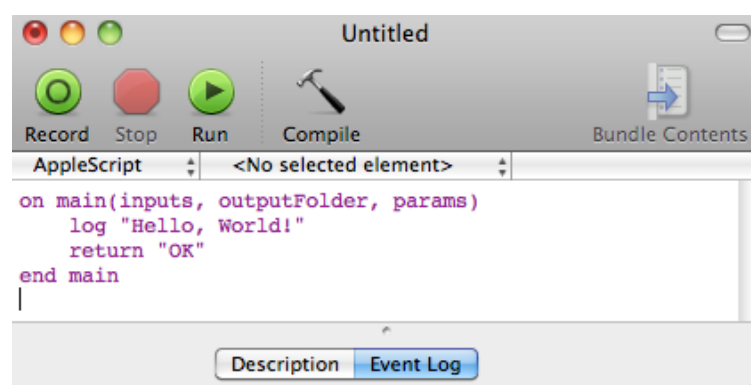 Untitled
Record Stop Run Compile Bundle Contents
AppleScript <No selected element>
on main(inputs, outputFolder, params)
    log "Hello, World!"
    return "OK"
end main
Description Event Log